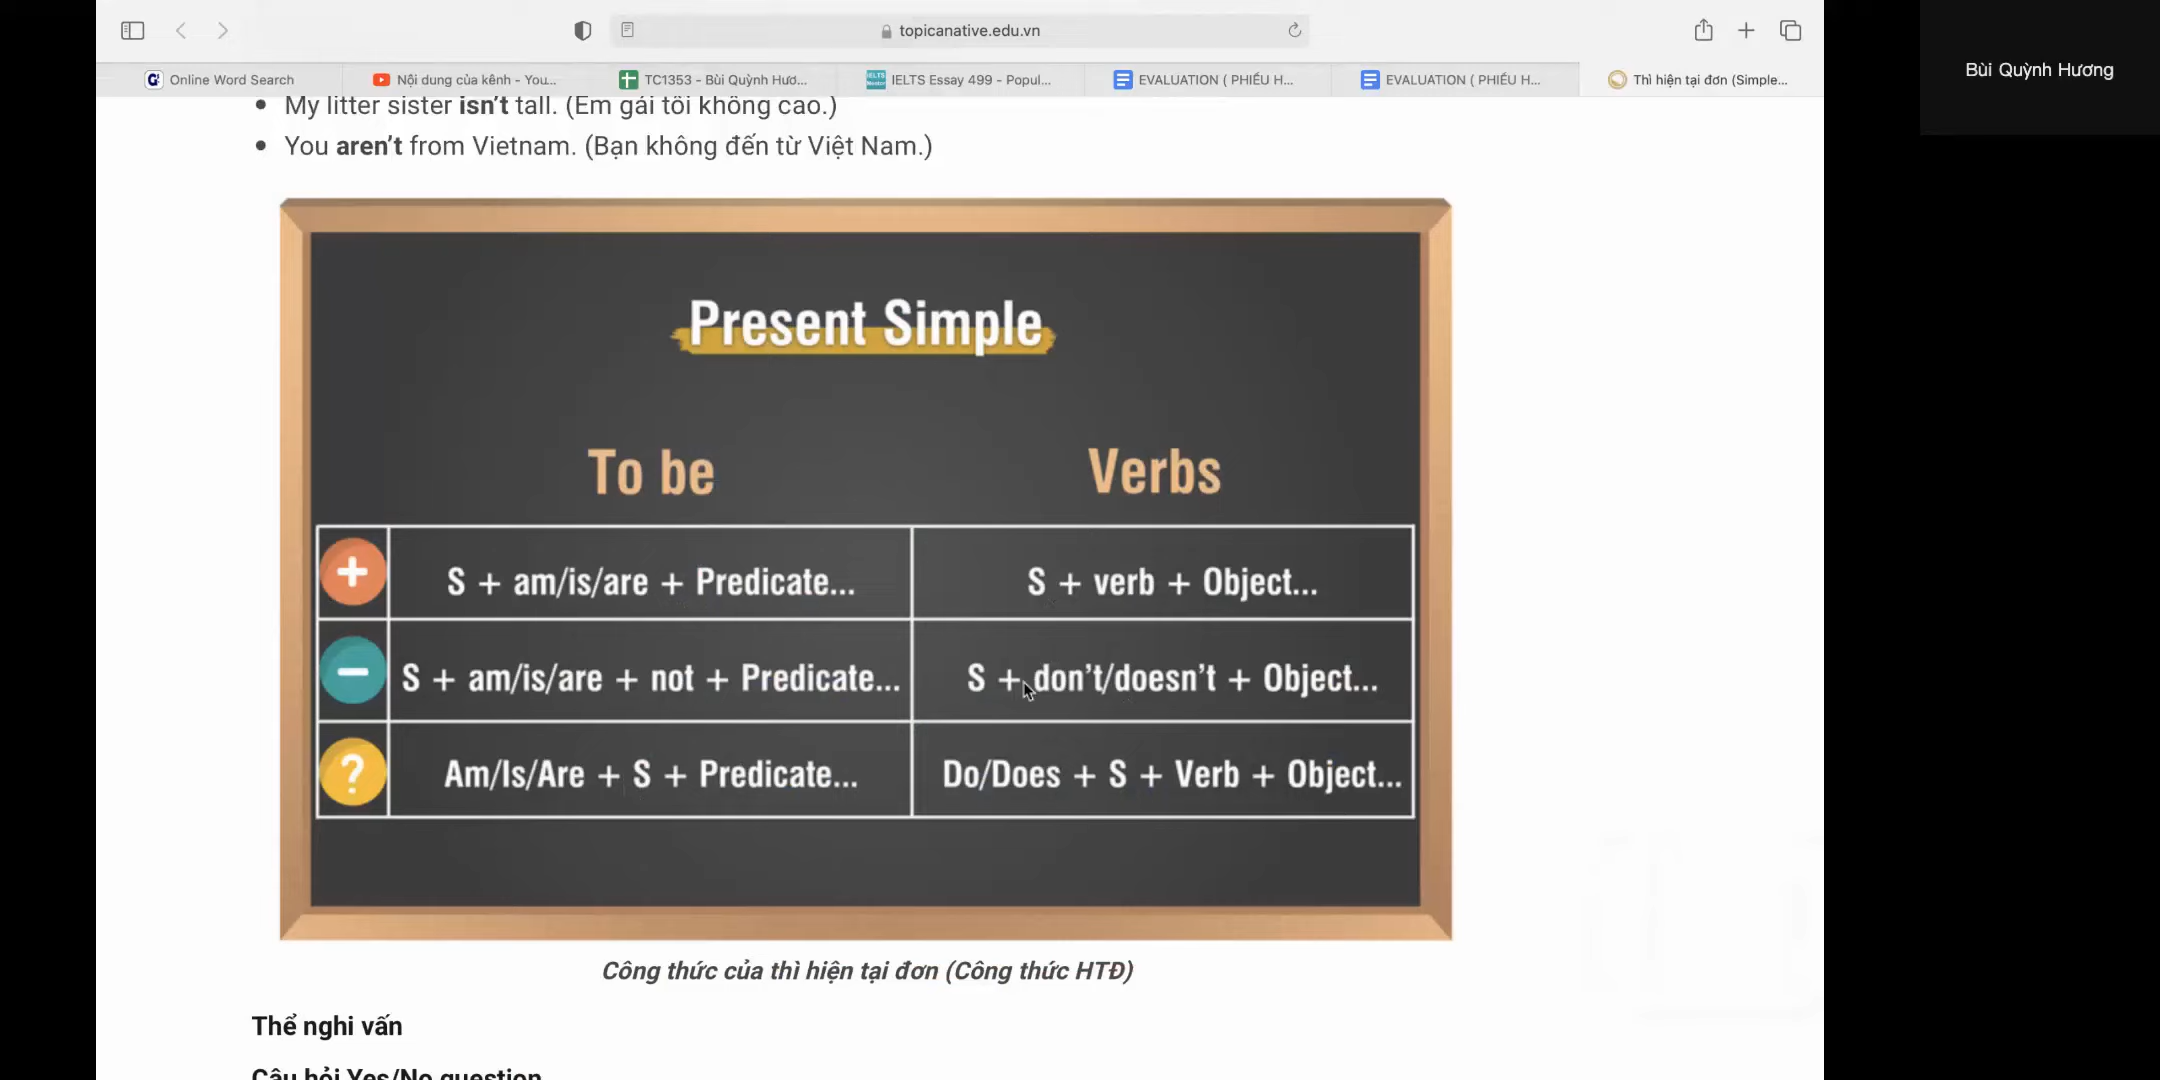 topicanative.edu.vn
Bùi Quỳnh Hương
Online Word Search
Nội dung của kênh - You...
TC1353 - Bùi Quỳnh Hươ...
IELTS Essay 499 - Popul...
EVALUATION ( PHIẾU H...
EVALUATION ( PHIẾU H...
Thì hiện tại đơn (Simple...
My litter sister isn’t tall. (Em gái tôi không cao.)
You aren’t from Vietnam. (Bạn không đến từ Việt Nam.)
Present Simple
To be
Verbs
+ S + am/is/are + Predicate... S + verb + Object...
− S + am/is/are + not + Predicate... S + don’t/doesn’t + Object...
? Am/Is/Are + S + Predicate... Do/Does + S + Verb + Object...
Công thức của thì hiện tại đơn (Công thức HTĐ)
Thể nghi vấn
Câu hỏi Yes/No question